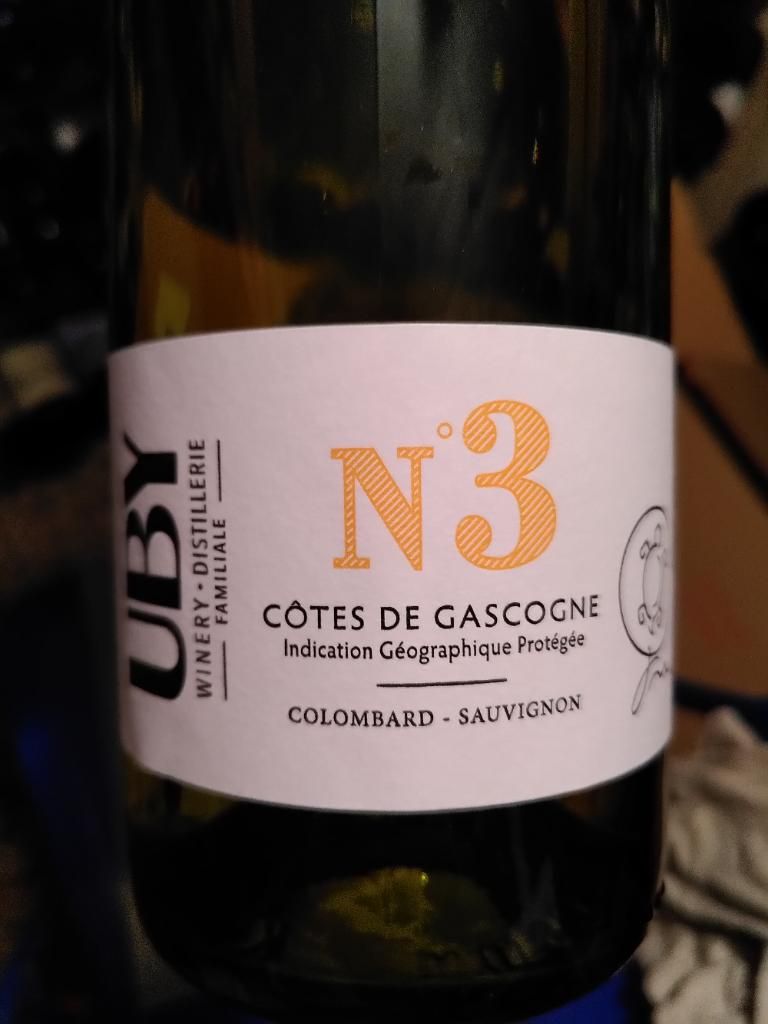 UBY
WINERY • DISTILLERIE
FAMILIALE
N°3
CÔTES DE GASCOGNE
Indication Géographique Protégée
COLOMBARD - SAUVIGNON